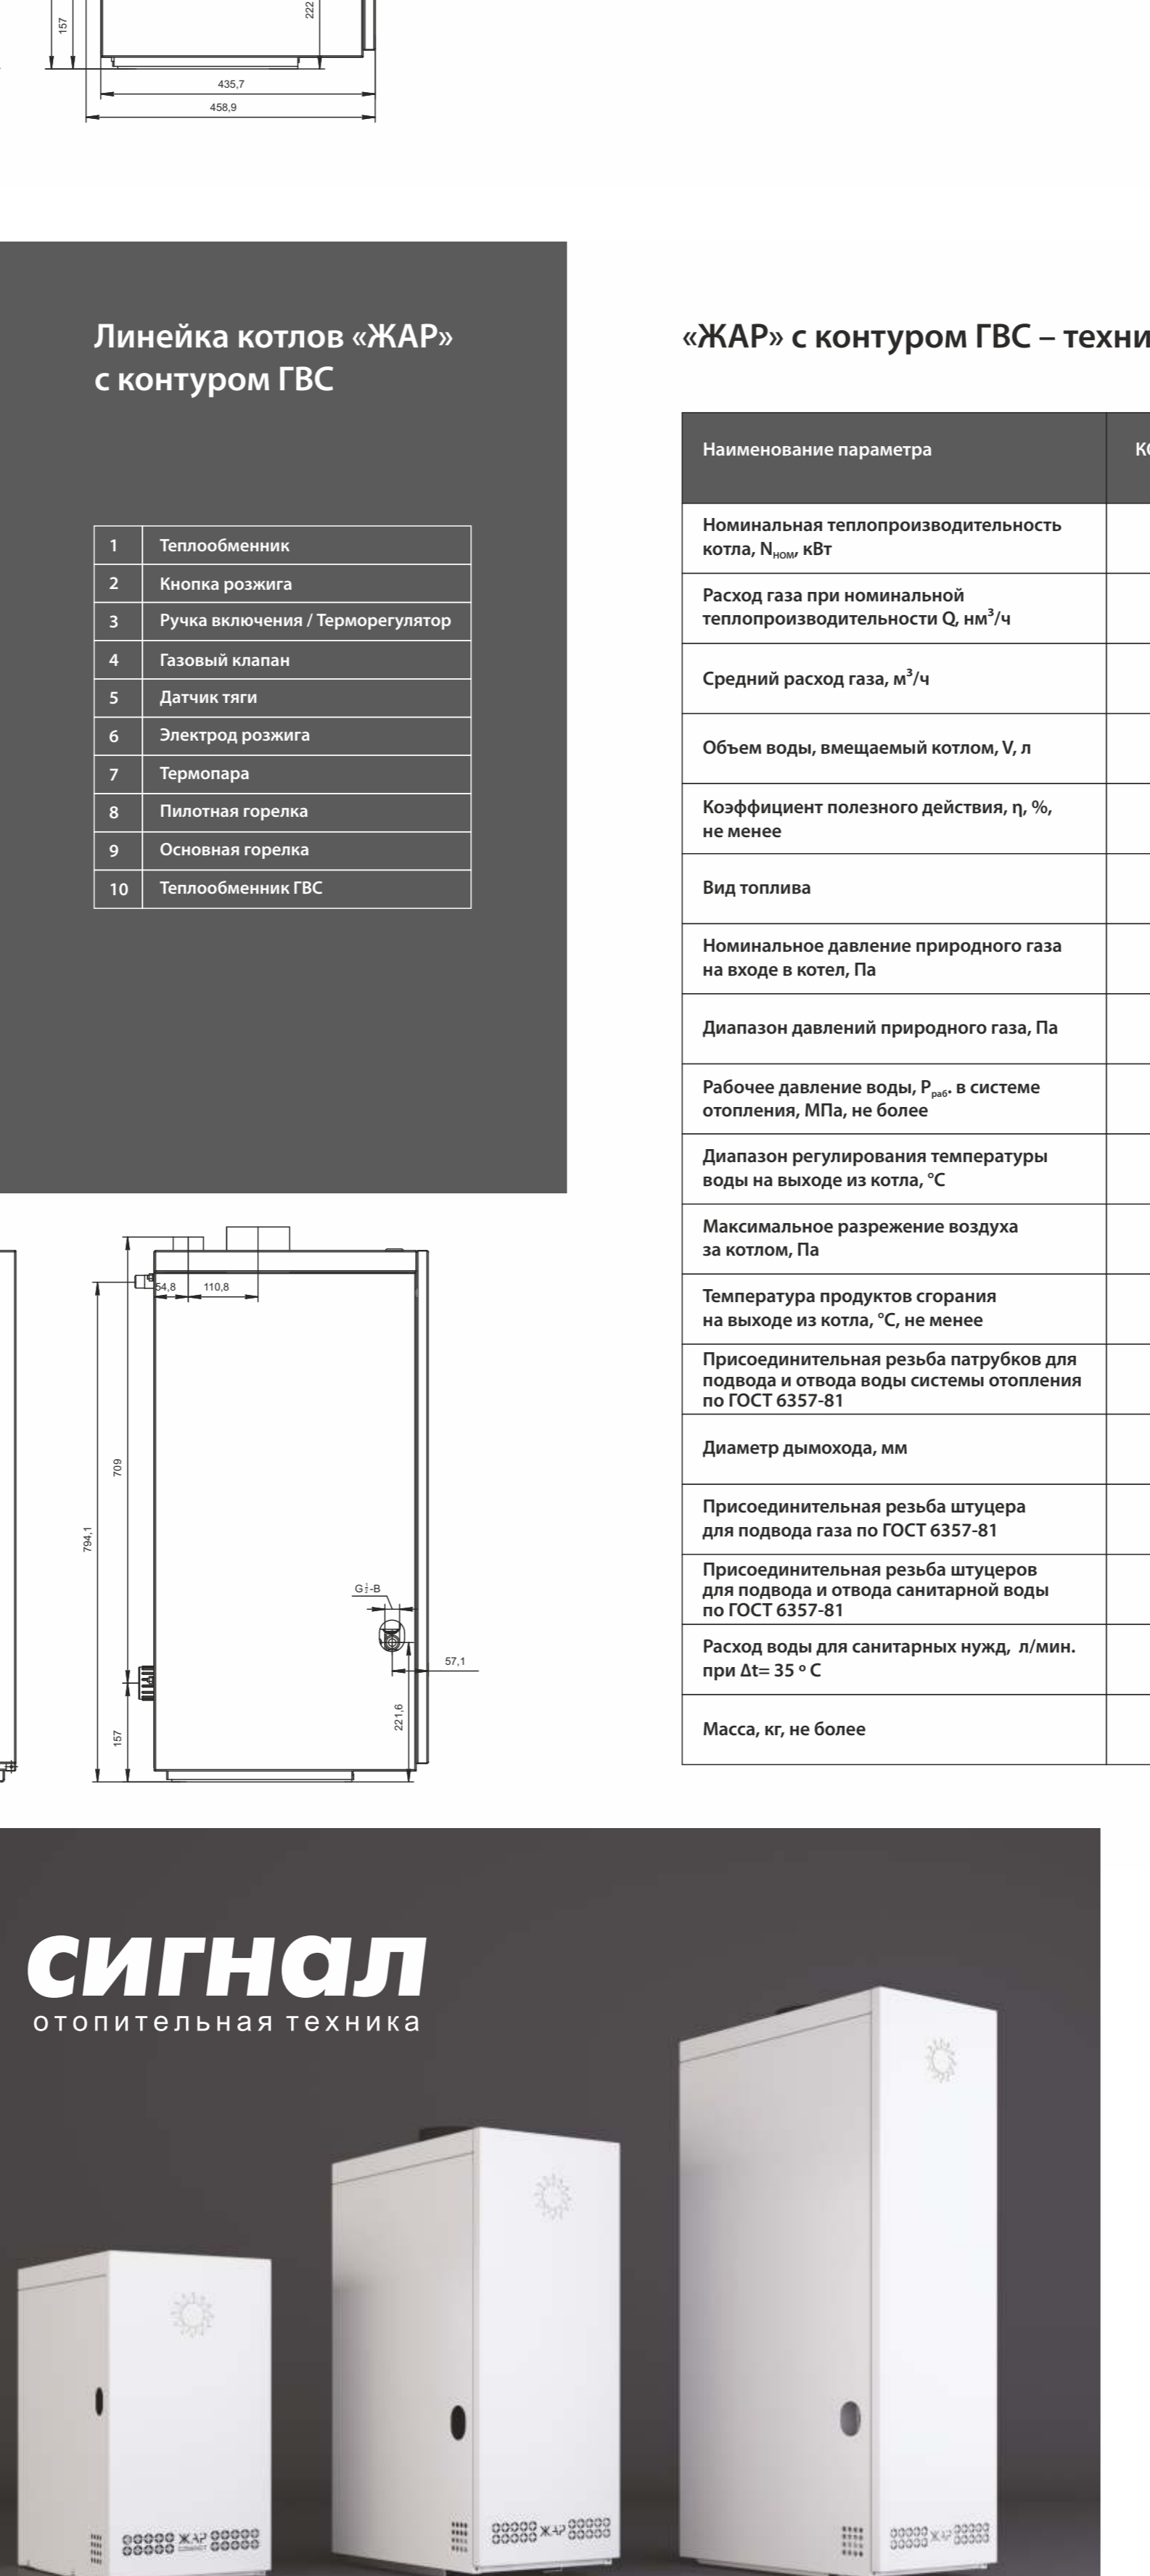 157
222
435,7
458,9
Линейка котлов «ЖАР»
с контуром ГВС
1 Теплообменник
2 Кнопка розжига
3 Ручка включения / Терморегулятор
4 Газовый клапан
5 Датчик тяги
6 Электрод розжига
7 Термопара
8 Пилотная горелка
9 Основная горелка
10 Теплообменник ГВС
«ЖАР» с контуром ГВС – техни
Наименование параметра
Номинальная теплопроизводительность
котла, Nном, кВт
Расход газа при номинальной
теплопроизводительности Q, нм³/ч
Средний расход газа, м³/ч
Объем воды, вмещаемый котлом, V, л
Коэффициент полезного действия, η, %,
не менее
Вид топлива
Номинальное давление природного газа
на входе в котел, Па
Диапазон давлений природного газа, Па
Рабочее давление воды, Рраб. в системе
отопления, МПа, не более
Диапазон регулирования температуры
воды на выходе из котла, °С
Максимальное разрежение воздуха
за котлом, Па
Температура продуктов сгорания
на выходе из котла, °С, не менее
Присоединительная резьба патрубков для
подвода и отвода воды системы отопления
по ГОСТ 6357-81
Диаметр дымохода, мм
Присоединительная резьба штуцера
для подвода газа по ГОСТ 6357-81
Присоединительная резьба штуцеров
для подвода и отвода санитарной воды
по ГОСТ 6357-81
Расход воды для санитарных нужд, л/мин.
при Δt= 35 º С
Масса, кг, не более
54,8
110,8
709
794,1
G½-B
57,1
221,6
157
сигнал
отопительная техника
ЖАР
COMPACT
ЖАР
ЖАР